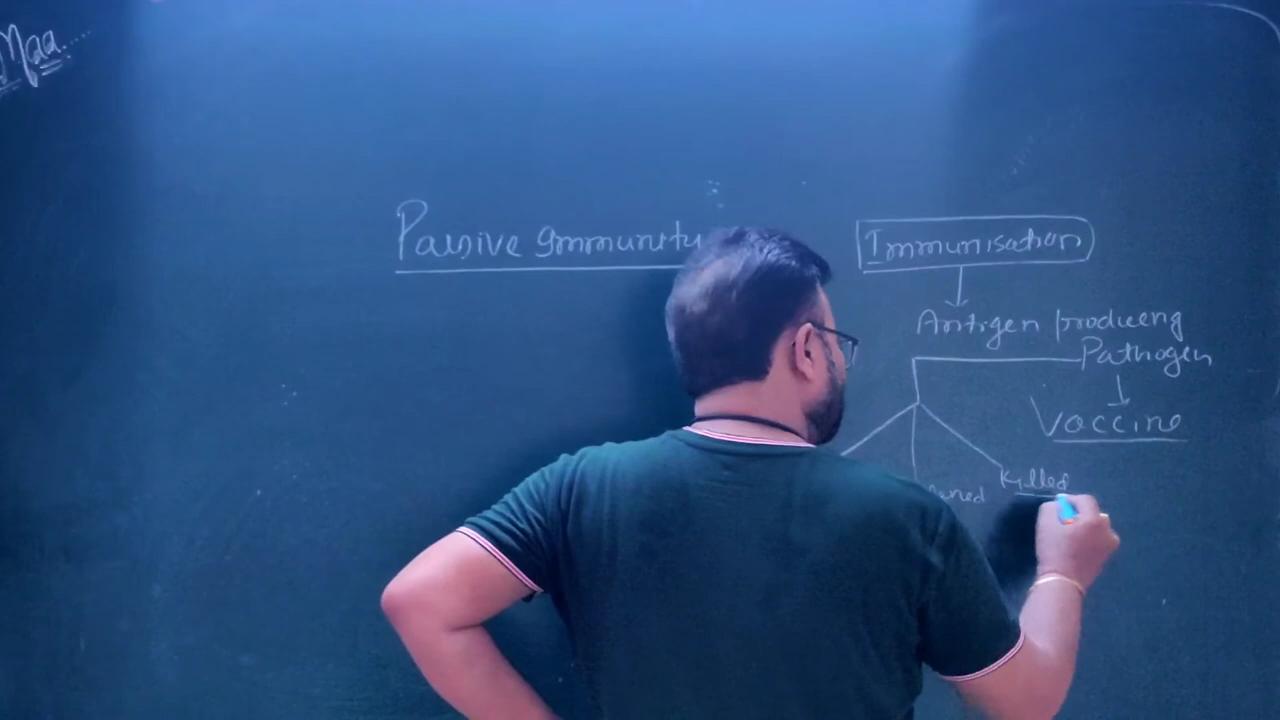 Maa.....
Passive Immunity
Immunisation
Antigen producing
Pathogen
Vaccine
Killed